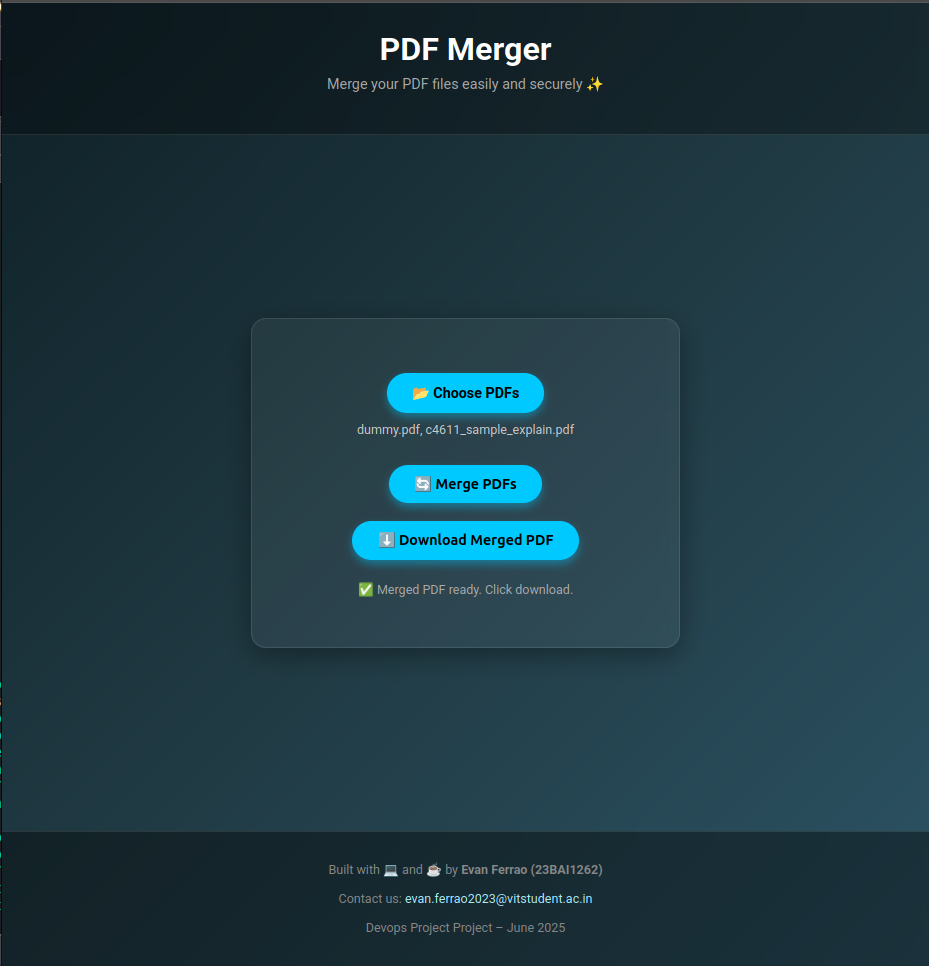 PDF Merger
Merge your PDF files easily and securely ✨
📂 Choose PDFs
dummy.pdf, c4611_sample_explain.pdf
🔄 Merge PDFs
⬇️ Download Merged PDF
✅ Merged PDF ready. Click download.
Built with 💻 and ☕ by Evan Ferrao (23BAI1262)
Contact us: evan.ferrao2023@vitstudent.ac.in
Devops Project Project – June 2025